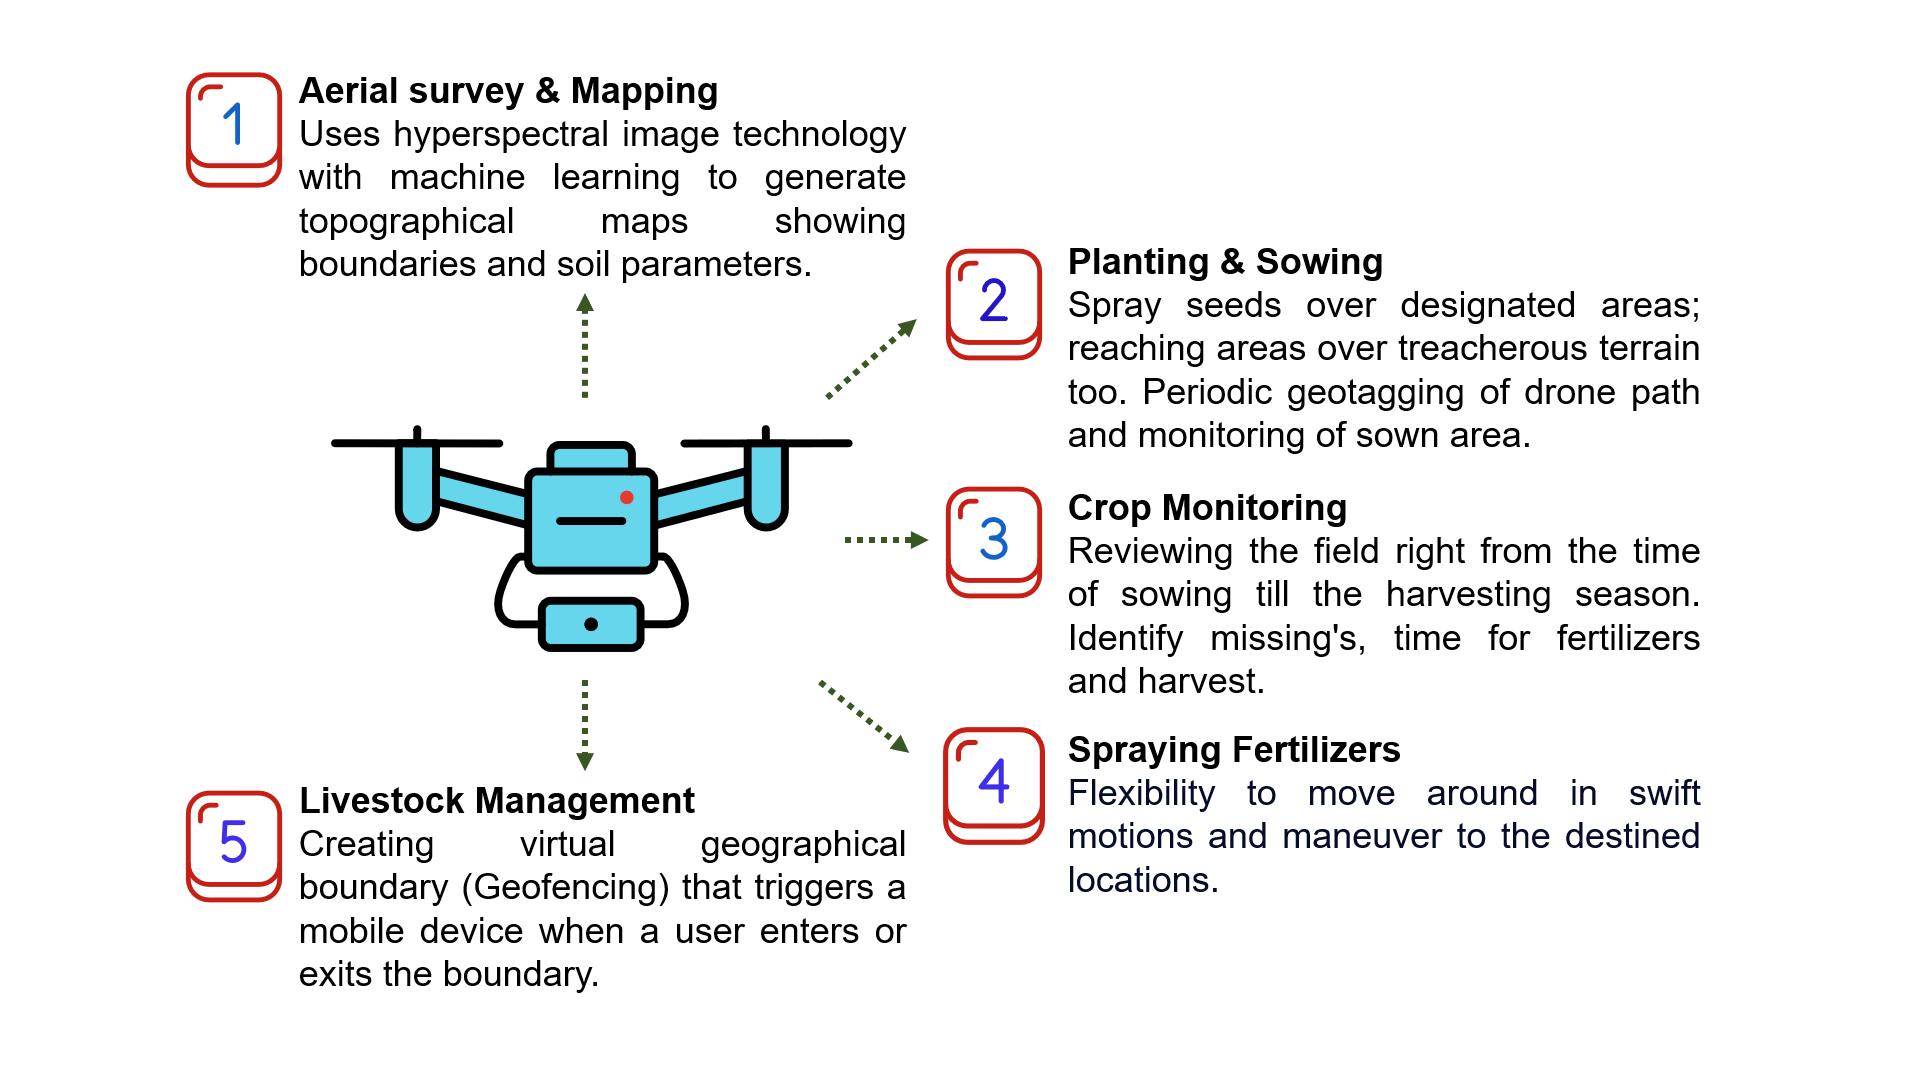 1
Aerial survey & Mapping
Uses hyperspectral image technology
with machine learning to generate
topographical maps showing
boundaries and soil parameters.
2
Planting & Sowing
Spray seeds over designated areas;
reaching areas over treacherous terrain
too. Periodic geotagging of drone path
and monitoring of sown area.
3
Crop Monitoring
Reviewing the field right from the time
of sowing till the harvesting season.
Identify missing's, time for fertilizers
and harvest.
4
Spraying Fertilizers
Flexibility to move around in swift
motions and maneuver to the destined
locations.
5
Livestock Management
Creating virtual geographical
boundary (Geofencing) that triggers a
mobile device when a user enters or
exits the boundary.